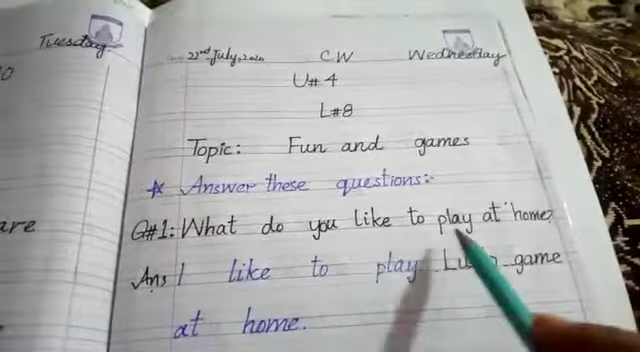 Tuesday
0
are
22nd July, 2020 CW Wednesday
U#4
L#8
Topic: Fun and games
* Answer these questions:-
Q#1: What do you like to play at home?
Ans I like to play game
at home.